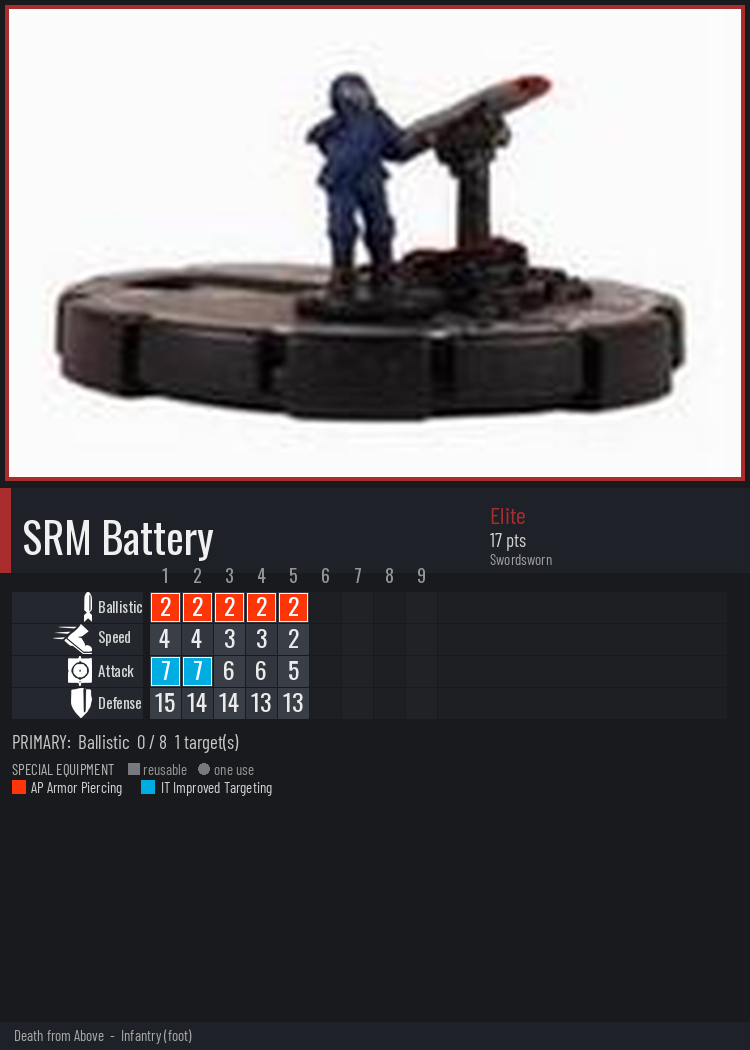 SRM Battery
Elite
17 pts
Swordsworn
1 2 3 4 5 6 7 8 9
Ballistic 2 2 2 2 2
Speed 4 4 3 3 2
Attack 7 7 6 6 5
Defense 15 14 14 13 13
PRIMARY: Ballistic 0 / 8 1 target(s)
SPECIAL EQUIPMENT reusable one use
AP Armor Piercing IT Improved Targeting
Death from Above - Infantry (foot)